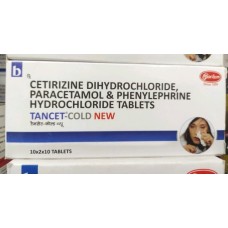 b
CETIRIZINE DIHYDROCHLORIDE,
PARACETAMOL & PHENYLEPHRINE
HYDROCHLORIDE TABLETS
TANCET-COLD NEW
10x2x10 TABLETS